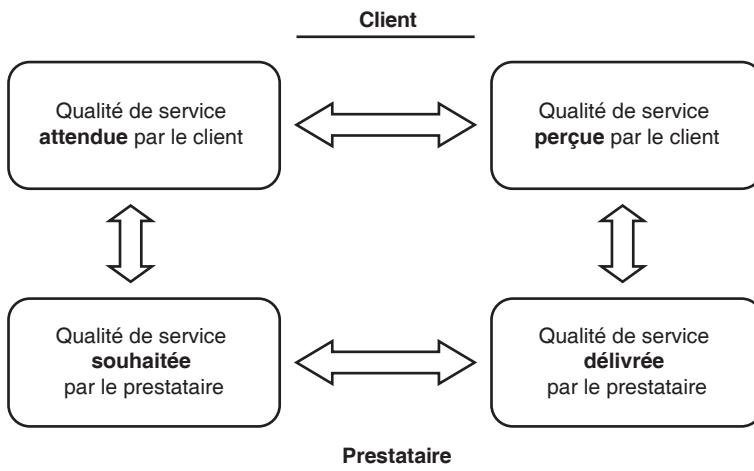 Client
Qualité de service
attendue par le client
Qualité de service
perçue par le client
Qualité de service
souhaitée
par le prestataire
Qualité de service
délivrée
par le prestataire
Prestataire